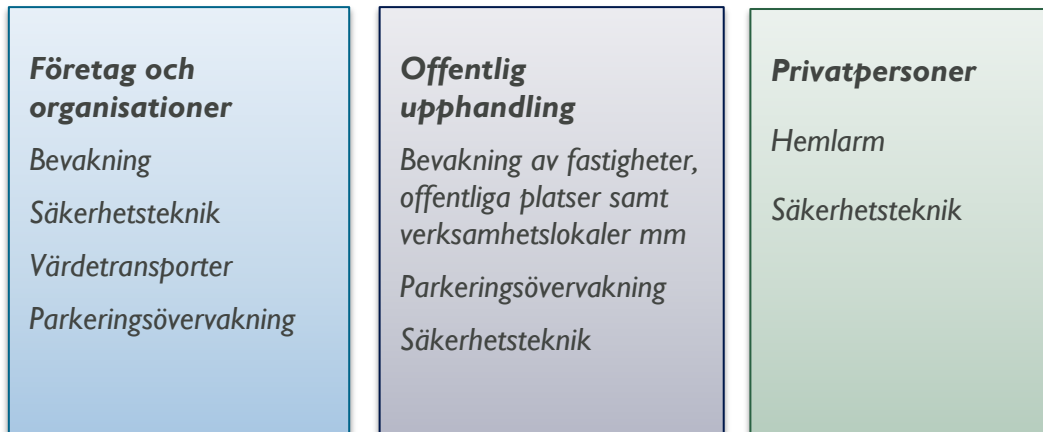 Företag och
organisationer
Bevakning
Säkerhetsteknik
Värdetransporter
Parkeringsövervakning
Offentlig
upphandling
Bevakning av fastigheter,
offentliga platser samt
verksamhetslokaler mm
Parkeringsövervakning
Säkerhetsteknik
Privatpersoner
Hemlarm
Säkerhetsteknik